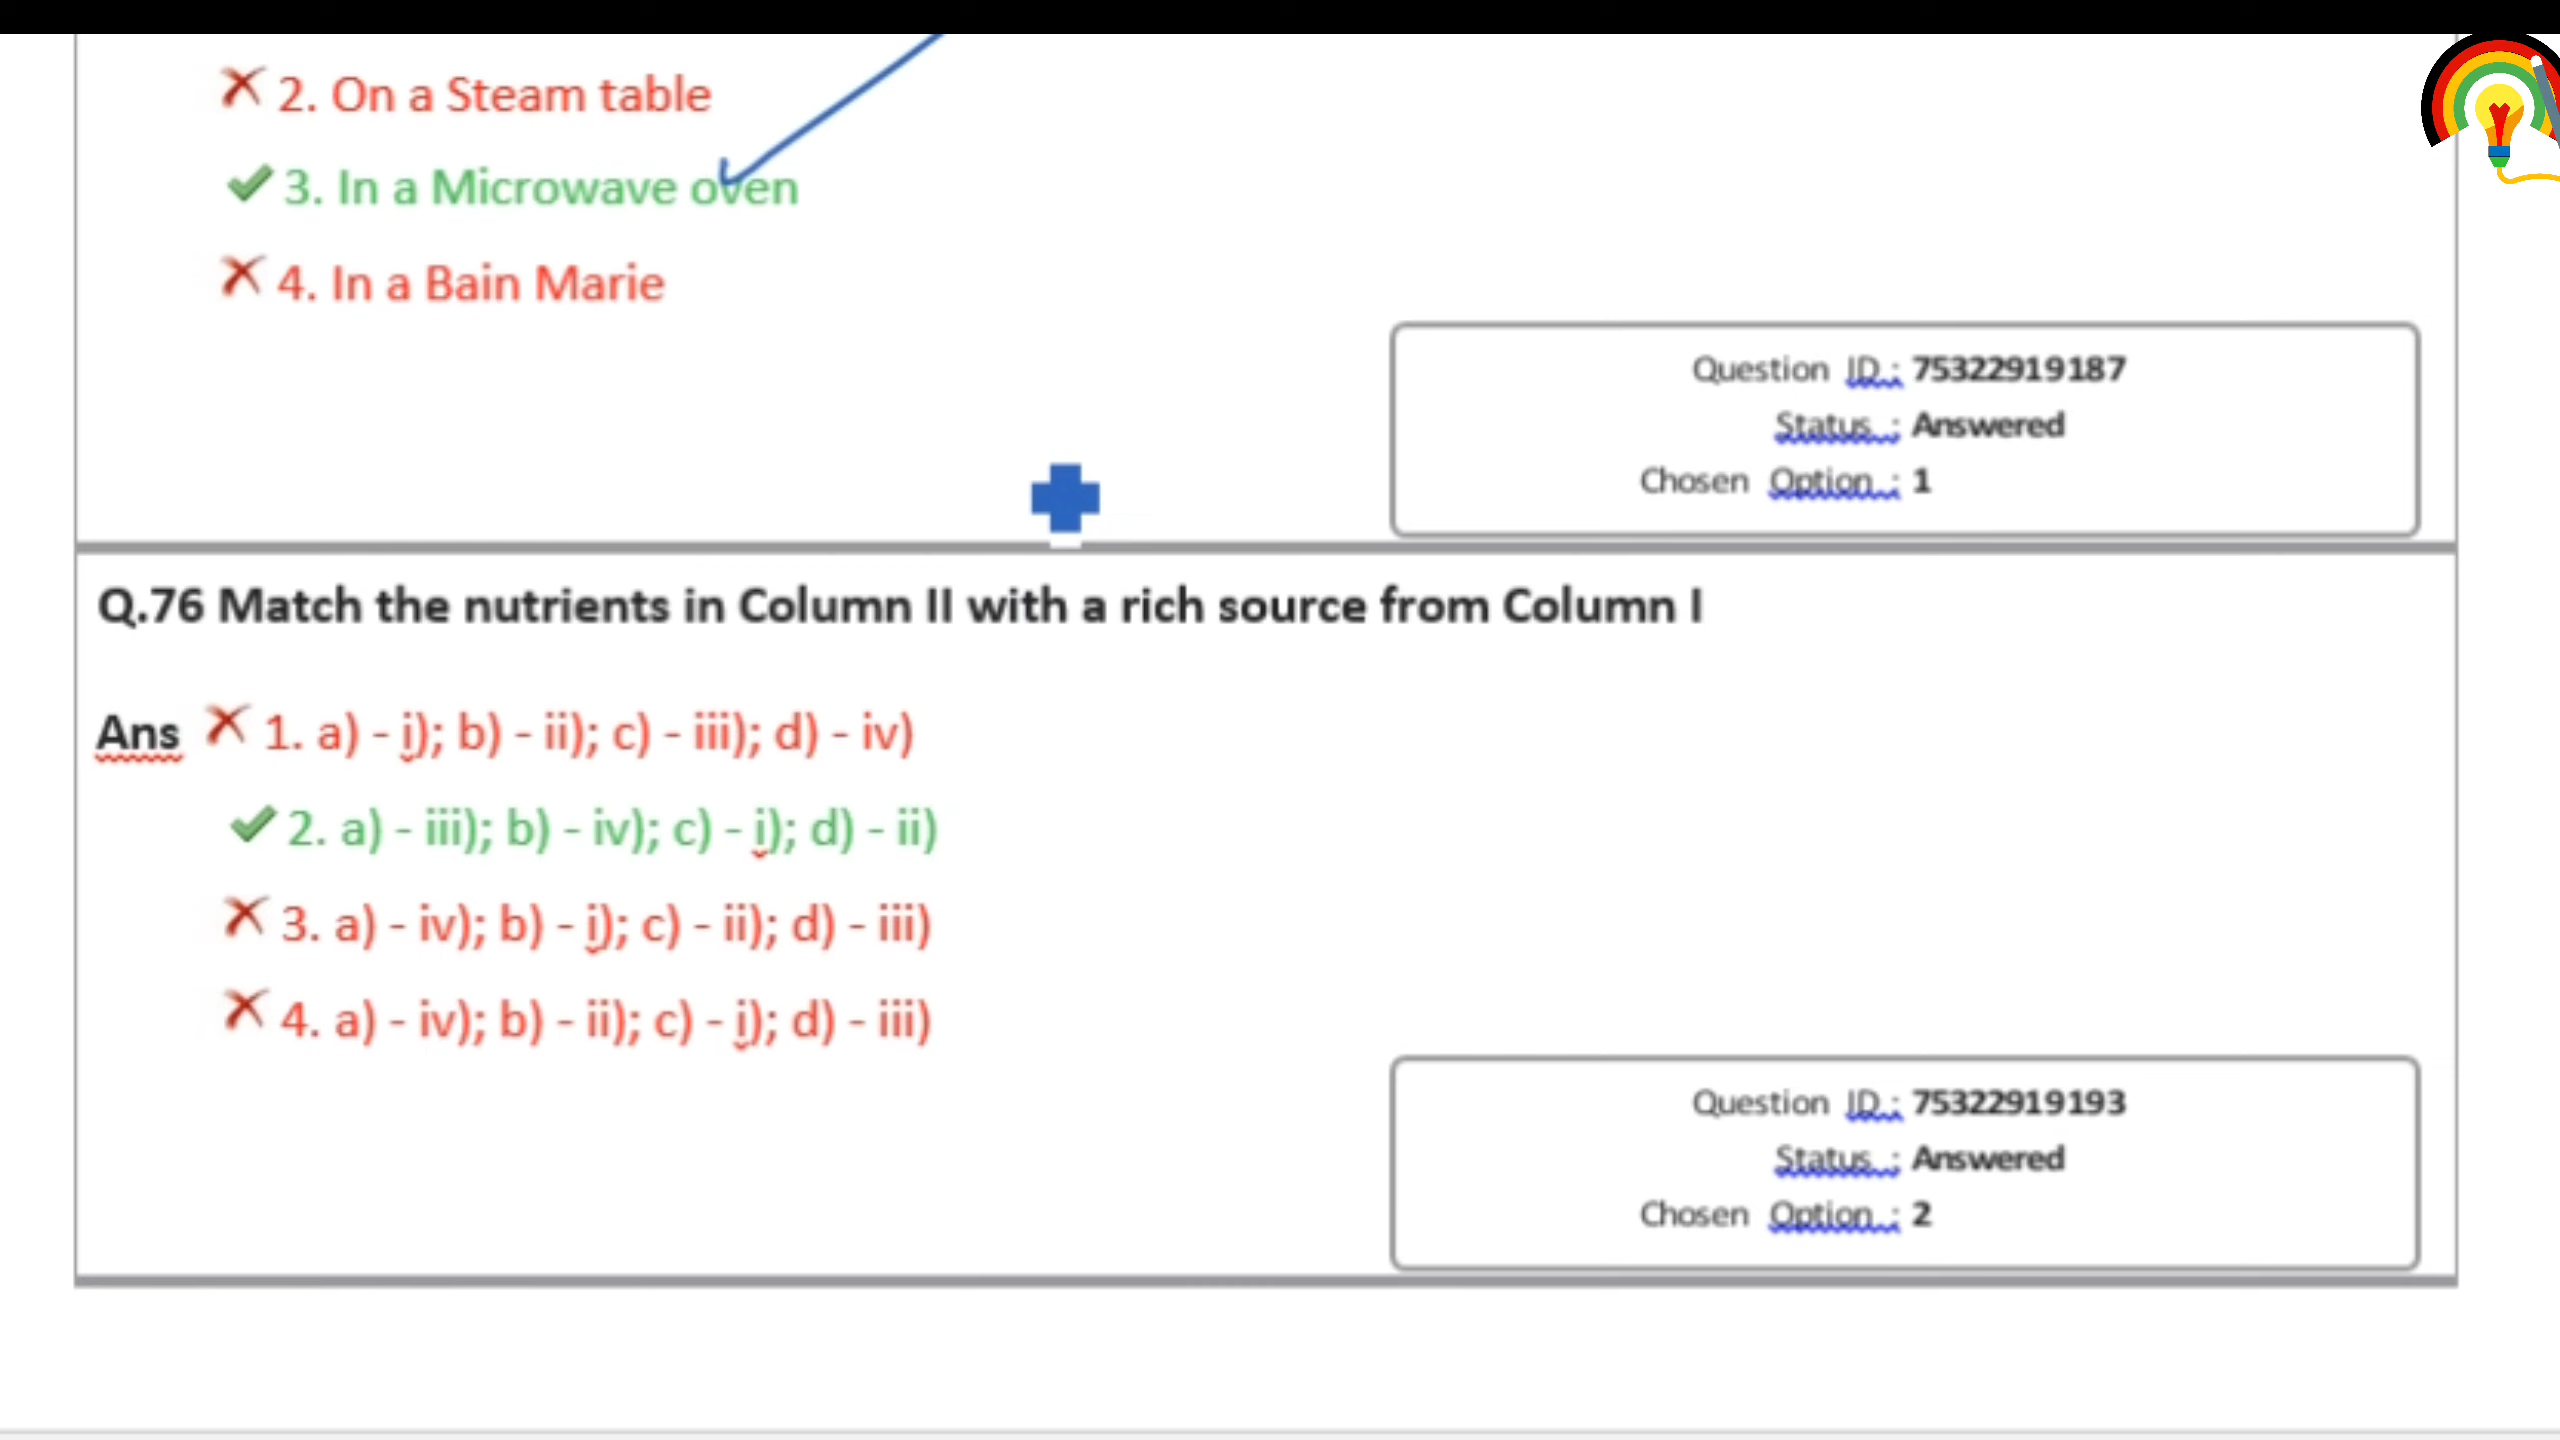 2. On a Steam table
3. In a Microwave oven
4. In a Bain Marie
Question ID : 75322919187
Status : Answered
Chosen Option : 1
Q.76 Match the nutrients in Column II with a rich source from Column I
Ans 1. a) - i); b) - ii); c) - iii); d) - iv)
2. a) - iii); b) - iv); c) - i); d) - ii)
3. a) - iv); b) - i); c) - ii); d) - iii)
4. a) - iv); b) - ii); c) - i); d) - iii)
Question ID : 75322919193
Status : Answered
Chosen Option : 2